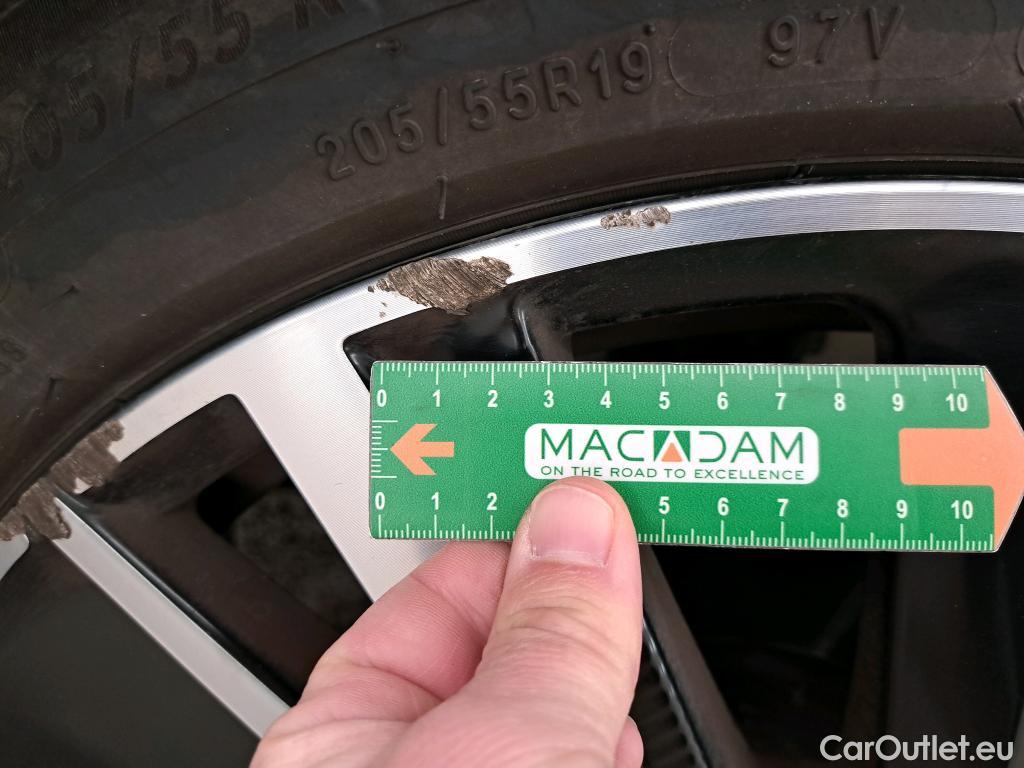 205/55 R
205/55R19
97V
0 1 2 3 4 5 6 7 8 9 10
MACADAM
ON THE ROAD TO EXCELLENCE
0 1 2 5 6 7 8 9 10
CarOutlet.eu